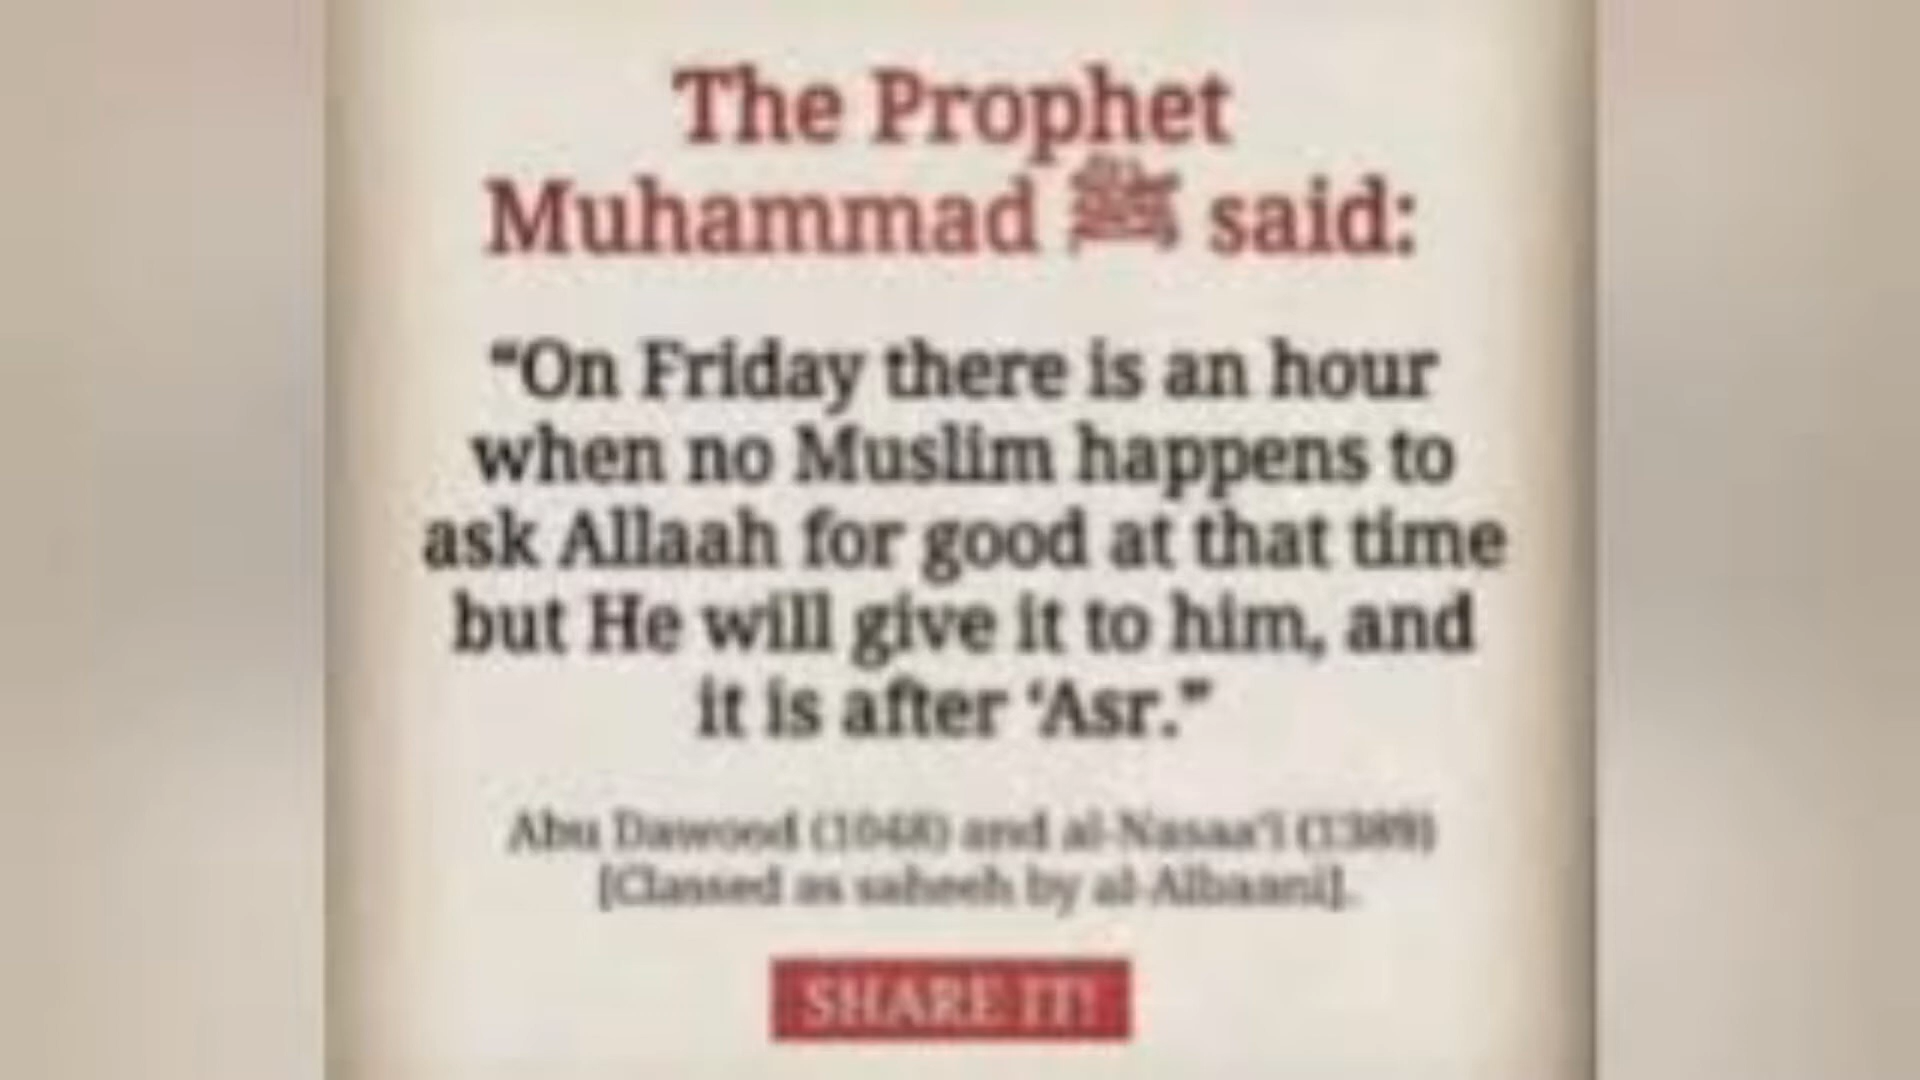 The Prophet
Muhammad ﷺ said:
“On Friday there is an hour
when no Muslim happens to
ask Allaah for good at that time
but He will give it to him, and
it is after ‘Asr.”
Abu Dawood (1048) and al-Nasaa'i (1389)
[Classed as saheeh by al-Albaani].
SHARE IT!